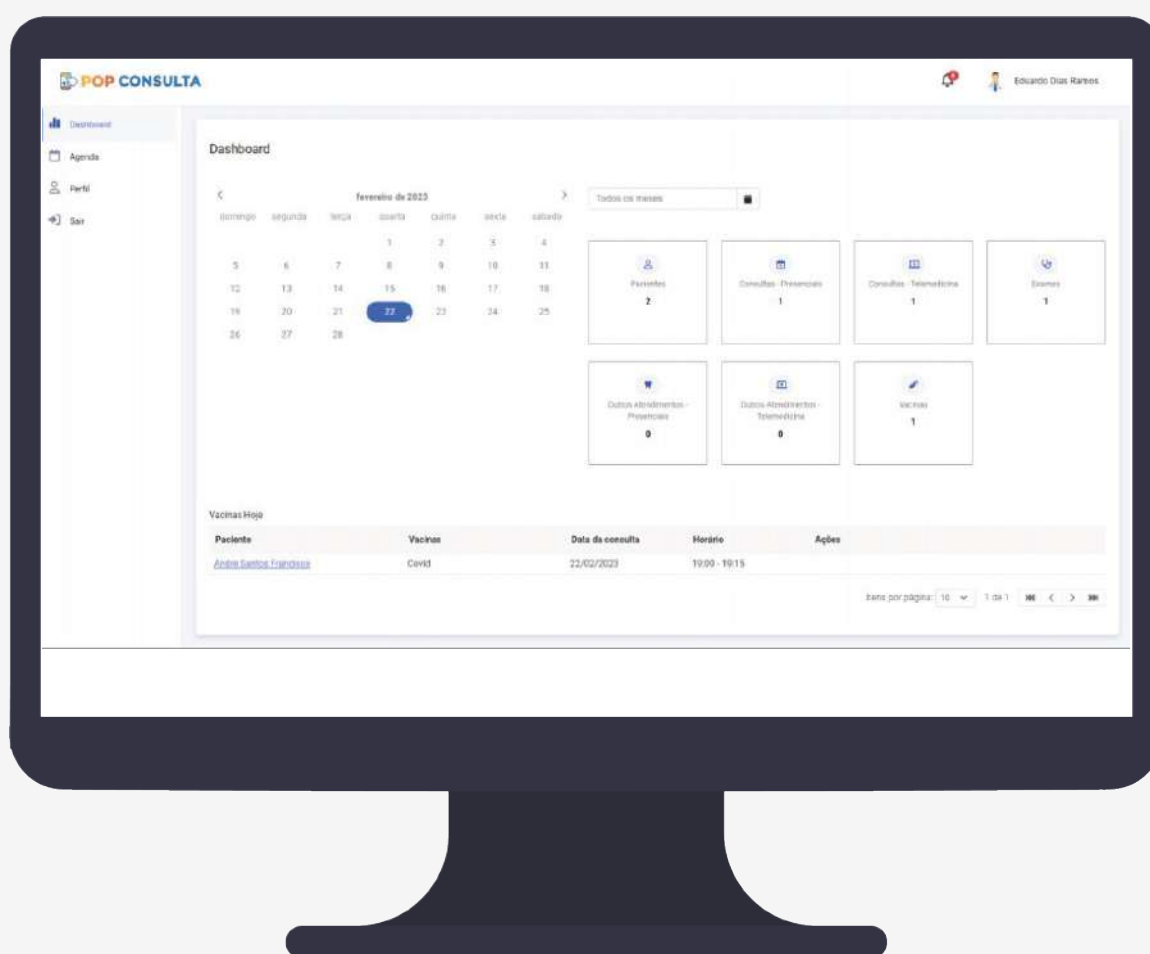 POP CONSULTA
Eduardo Dias Ramos
Dashboard
Agenda
Perfil
Sair
Dashboard
fevereiro de 2023
domingo segunda terça quarta quinta sexta sábado
1 2 3 4
5 6 7 8 9 10 11
12 13 14 15 16 17 18
19 20 21 22 23 24 25
26 27 28
Todos os meses
Pacientes
2
Consultas - Presenciais
1
Consultas - Telemedicina
1
Exames
1
Outros Atendimentos -
Presenciais
0
Outros Atendimentos -
Telemedicina
0
Vacinas
1
Vacinas Hoje
Paciente Vacinas Data da consulta Horário Ações
Andre Santos Francisco Covid 22/02/2023 19:00 - 19:15
Itens por página: 10 1 de 1